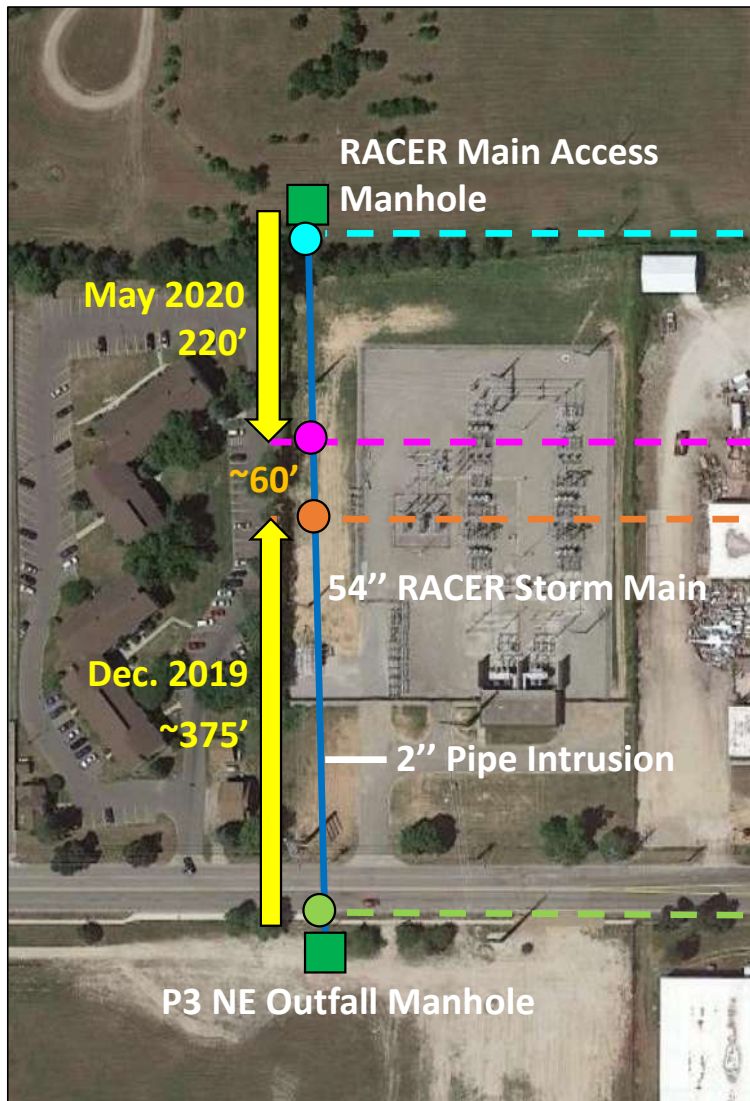 RACER Main Access
Manhole
May 2020
220’
~60’
54’’ RACER Storm Main
Dec. 2019
~375’
2’’ Pipe Intrusion
P3 NE Outfall Manhole